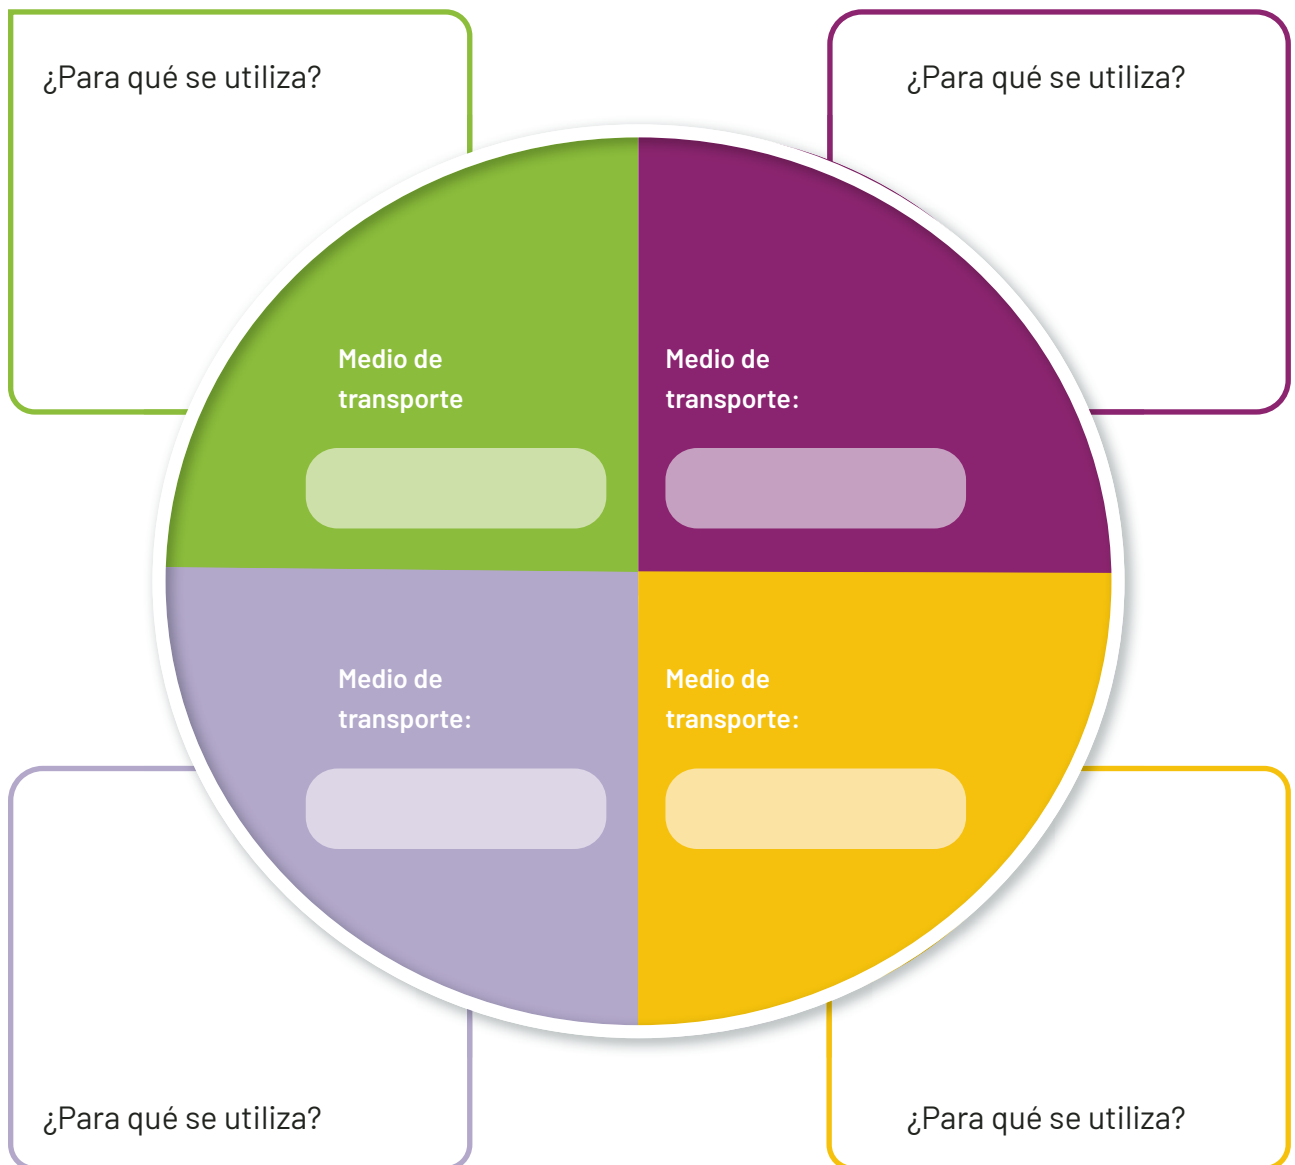 ¿Para qué se utiliza?
¿Para qué se utiliza?
Medio de
transporte
Medio de
transporte:
Medio de
transporte:
Medio de
transporte:
¿Para qué se utiliza?
¿Para qué se utiliza?